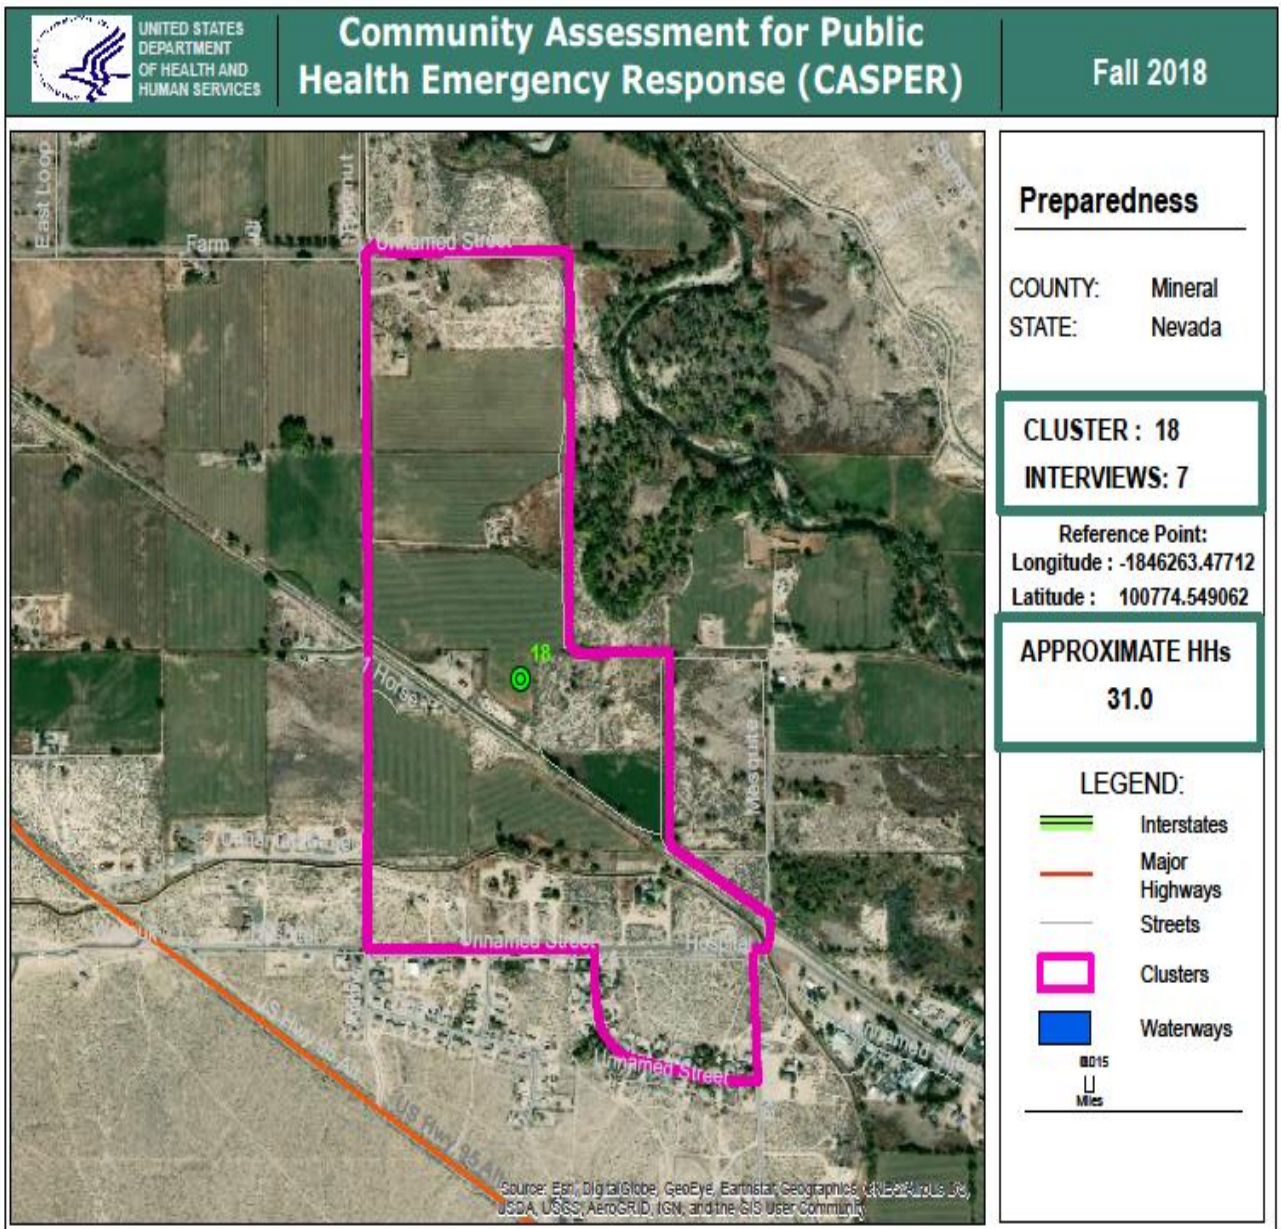 UNITED STATES
DEPARTMENT
OF HEALTH AND
HUMAN SERVICES
Community Assessment for Public
Health Emergency Response (CASPER)
Fall 2018
East Loop
Farm
Unnamed Street
18
7 Horse
Mesquite
Unnamed Street
Hospital
Unnamed Street
US Hwy 95 Alt
Source: Esri, DigitalGlobe, GeoEye, Earthstar Geographics, CNES/Airbus DS,
USDA, USGS, AeroGRID, IGN, and the GIS User Community
Preparedness
COUNTY: Mineral
STATE: Nevada
CLUSTER : 18
INTERVIEWS: 7
Reference Point:
Longitude : -1846263.47712
Latitude : 100774.549062
APPROXIMATE HHs
31.0
LEGEND:
Interstates
Major
Highways
Streets
Clusters
Waterways
Miles